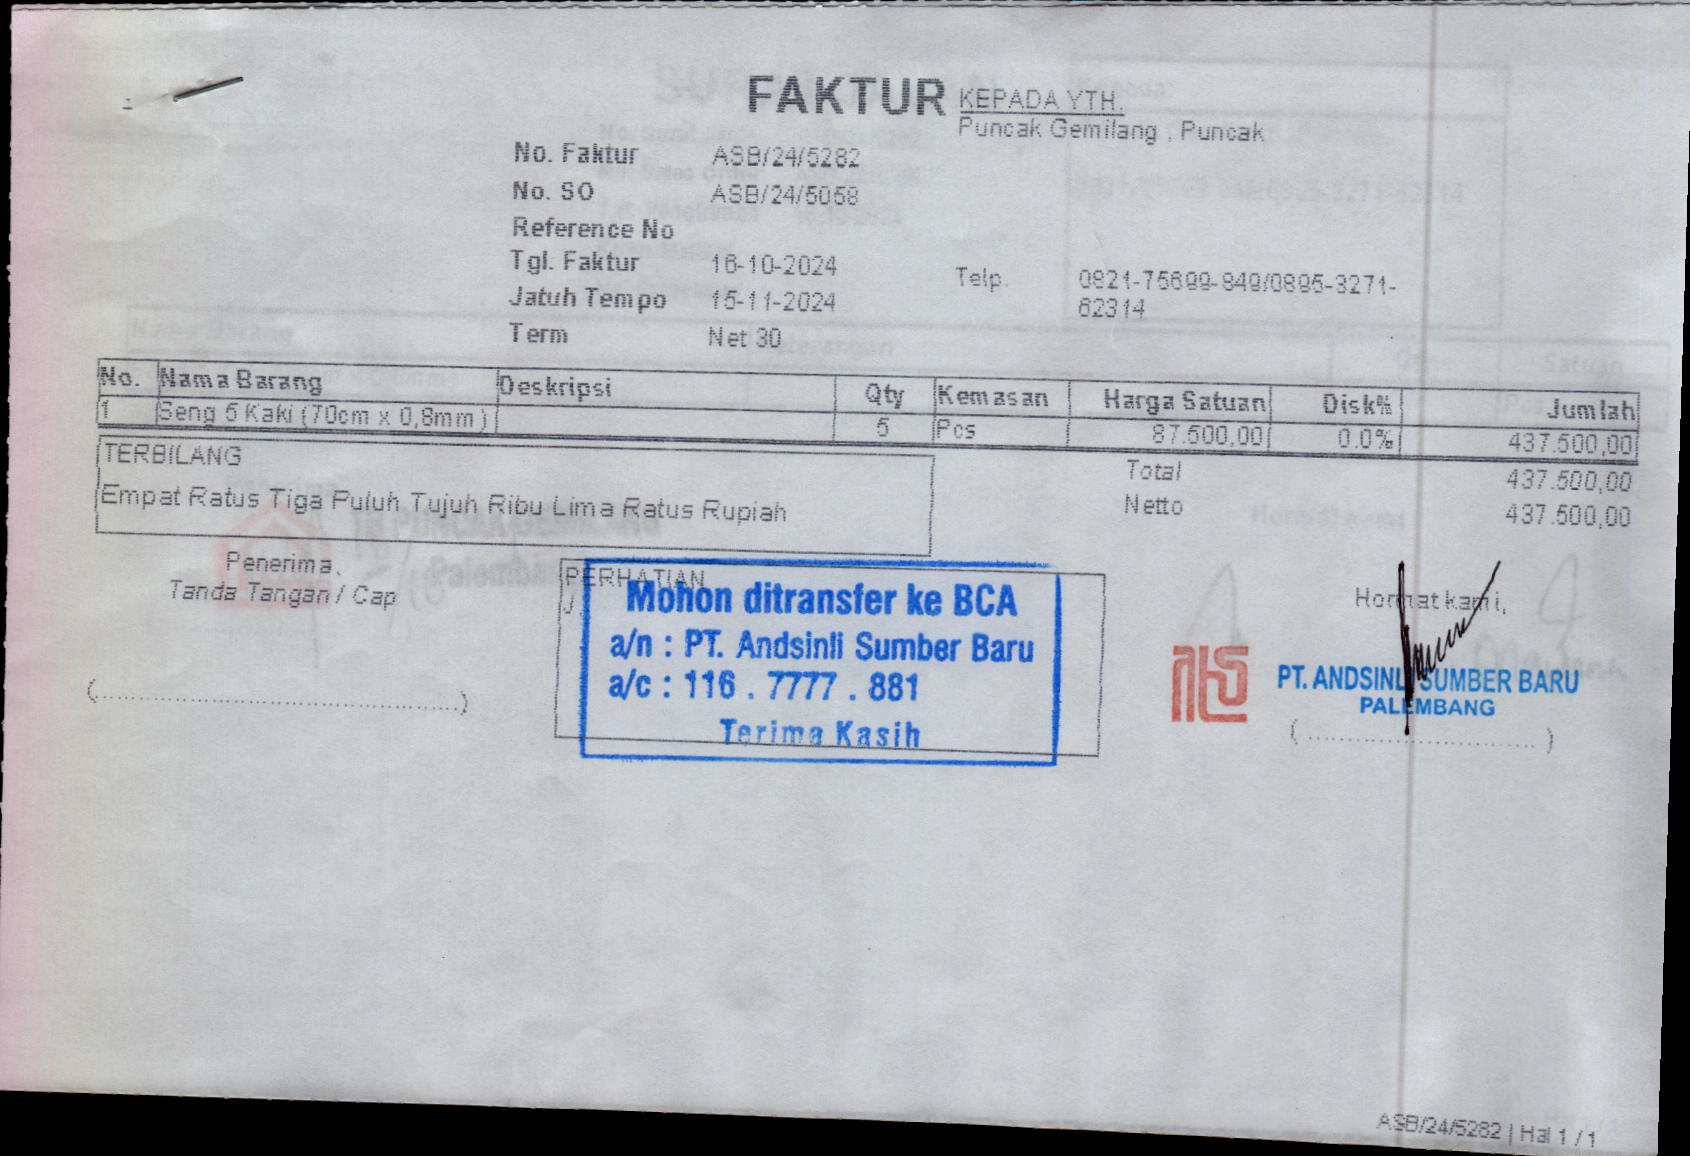 FAKTUR
KEPADA YTH.
Puncak Gemilang , Puncak
No. Faktur ASB/24/5282
No. SO ASB/24/5058
Reference No
Tgl. Faktur 16-10-2024
Jatuh Tempo 15-11-2024
Term Net 30
Telp. 0821-75699-849/0895-3271-
62314
No. Nama Barang Deskripsi Qty Kemasan Harga Satuan Disk% Jumlah
1 Seng 6 Kaki (70cm x 0,8mm) 5 Pcs 87.500,00 0.0% 437.500,00
TERBILANG
Empat Ratus Tiga Puluh Tujuh Ribu Lima Ratus Rupiah
Total 437.500,00
Netto 437.500,00
Penerima,
Tanda Tangan / Cap
(........................)
PERHATIAN
Mohon ditransfer ke BCA
a/n : PT. Andsinli Sumber Baru
a/c : 116 . 7777 . 881
Terima Kasih
Hormat kami,
PT. ANDSINLI SUMBER BARU
PALEMBANG
( ........................ )
ASB/24/5282 | Hal 1 / 1